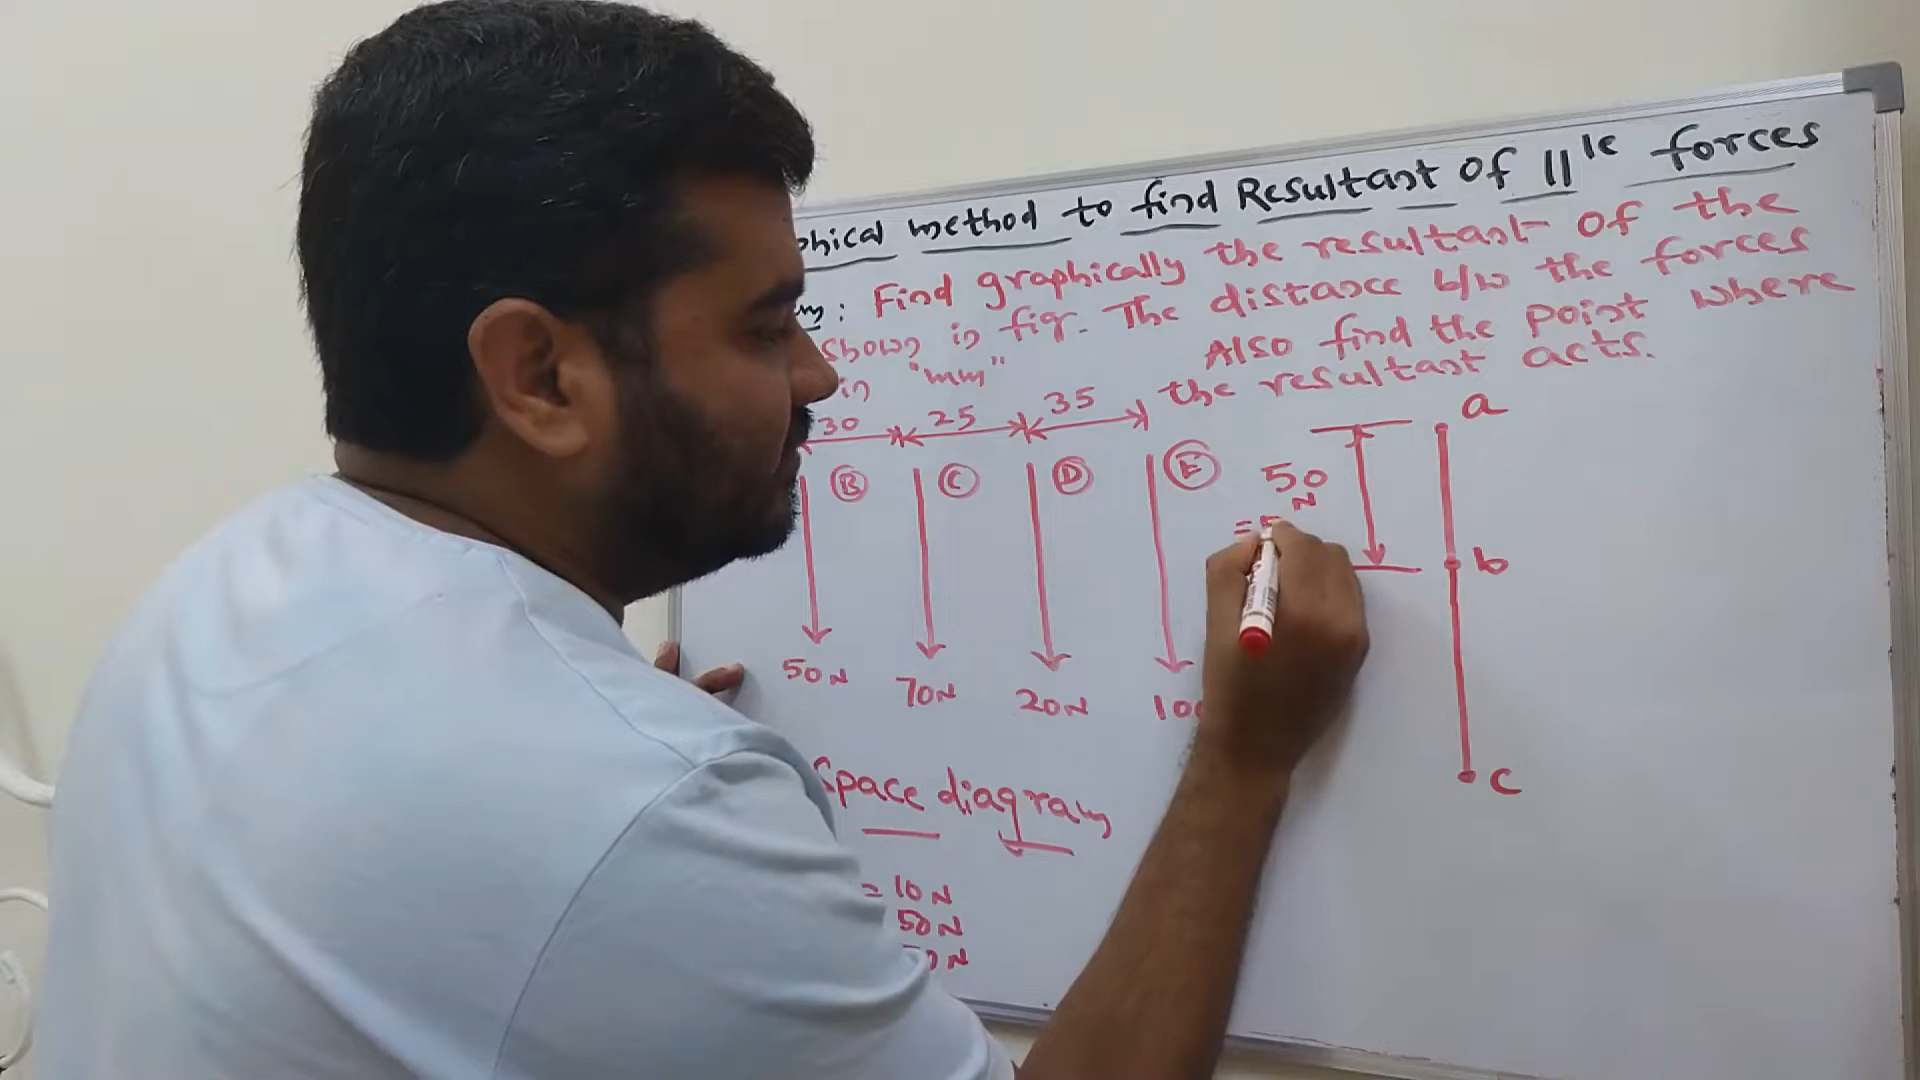 method to find Resultant of ||le forces
: Find graphically the resultant of the
shown in fig. The distance b/w the forces
in "mm" Also find the point where
the resultant acts.
30 25 35
a
B C D E
50
N
=
b
50N 70N 20N
c
Space diagram
= 10N
50N